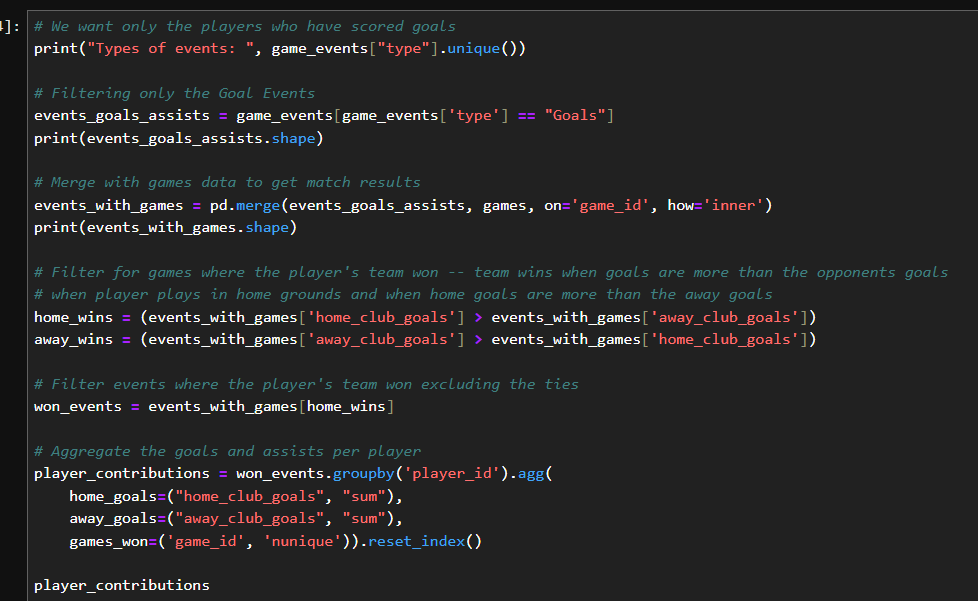 4]: # We want only the players who have scored goals
print("Types of events: ", game_events["type"].unique())
# Filtering only the Goal Events
events_goals_assists = game_events[game_events['type'] == "Goals"]
print(events_goals_assists.shape)
# Merge with games data to get match results
events_with_games = pd.merge(events_goals_assists, games, on='game_id', how='inner')
print(events_with_games.shape)
# Filter for games where the player's team won -- team wins when goals are more than the opponents goals
# when player plays in home grounds and when home goals are more than the away goals
home_wins = (events_with_games['home_club_goals'] > events_with_games['away_club_goals'])
away_wins = (events_with_games['away_club_goals'] > events_with_games['home_club_goals'])
# Filter events where the player's team won excluding the ties
won_events = events_with_games[home_wins]
# Aggregate the goals and assists per player
player_contributions = won_events.groupby('player_id').agg(
    home_goals=("home_club_goals", "sum"),
    away_goals=("away_club_goals", "sum"),
    games_won=('game_id', 'nunique')).reset_index()
player_contributions